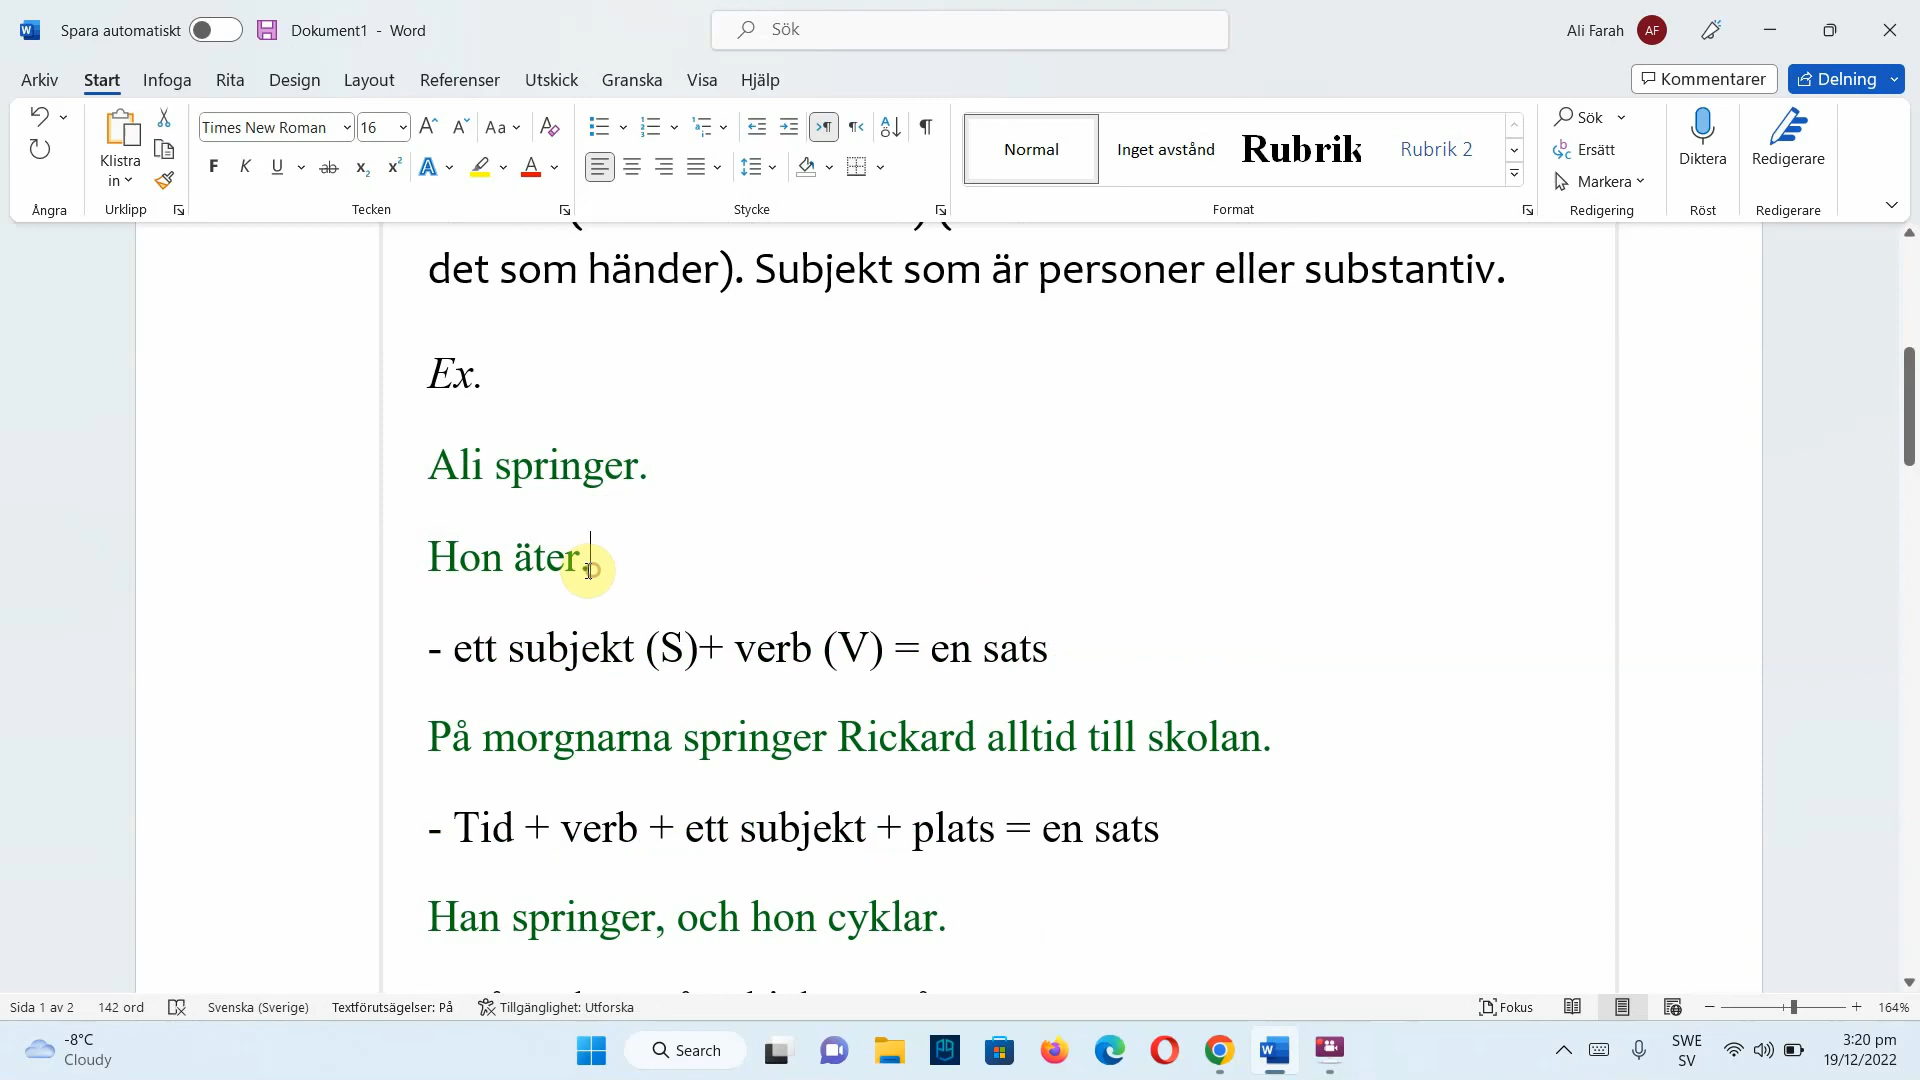 Spara automatiskt
Dokument1 - Word
Sök
Ali Farah
AF
Arkiv Start Infoga Rita Design Layout Referenser Utskick Granska Visa Hjälp
Kommentarer
Delning
Klistra
in
Times New Roman
16
Aa
F K U ab x₂ x² A A
Normal
Inget avstånd
Rubrik
Rubrik 2
Sök
Ersätt
Markera
Diktera
Redigerare
Ångra
Urklipp
Tecken
Stycke
Format
Redigering
Röst
Redigerare
det som händer). Subjekt som är personer eller substantiv.
Ex.
Ali springer.
Hon äter.
- ett subjekt (S)+ verb (V) = en sats
På morgnarna springer Rickard alltid till skolan.
- Tid + verb + ett subjekt + plats = en sats
Han springer, och hon cyklar.
Sida 1 av 2
142 ord
Svenska (Sverige)
Textförutsägelser: På
Tillgänglighet: Utforska
Fokus
164%
-8°C
Cloudy
Search
SWE
SV
3:20 pm
19/12/2022